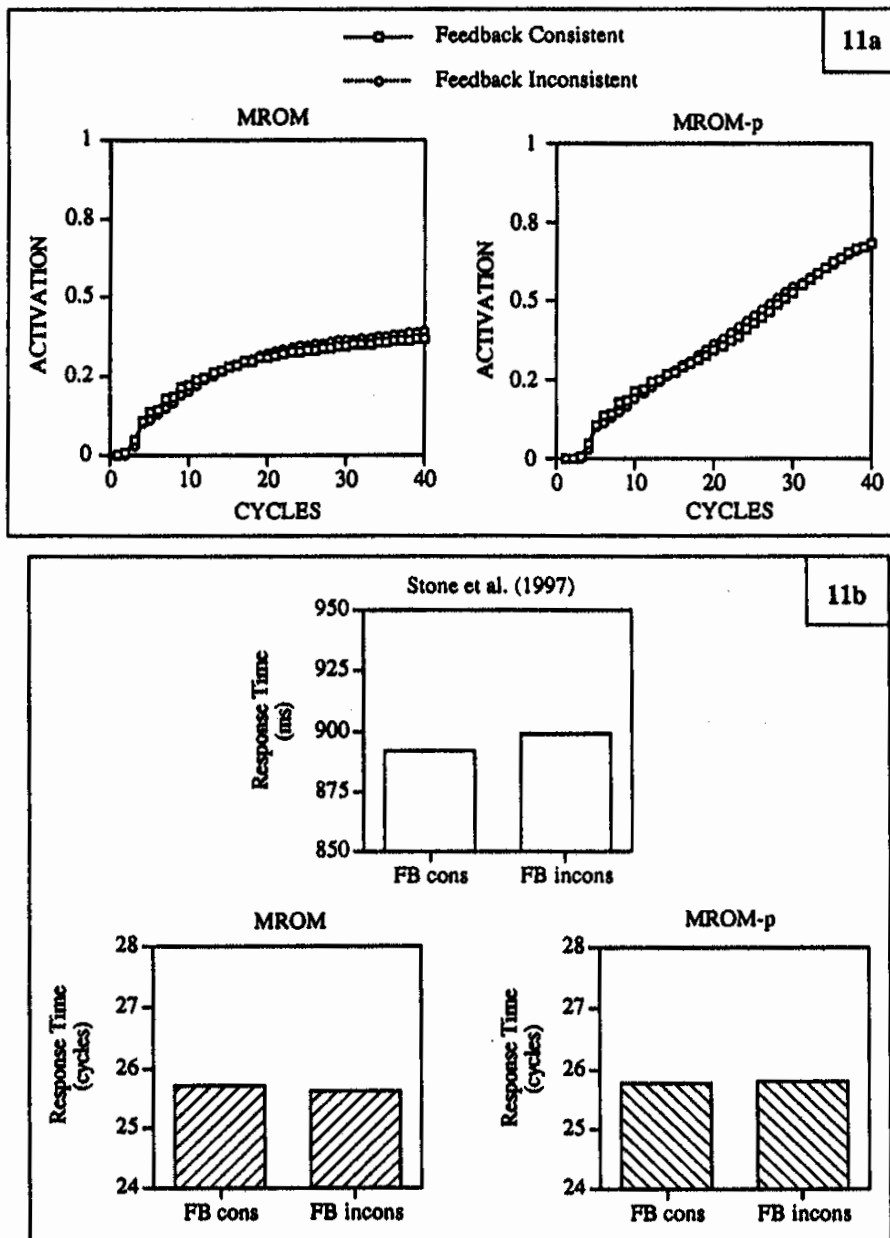 11a
Feedback Consistent
Feedback Inconsistent
MROM
MROM-p
ACTIVATION
1
0.8
0.5
0.2
0
0 10 20 30 40
CYCLES
ACTIVATION
1
0.8
0.5
0.2
0
0 10 20 30 40
CYCLES
11b
Stone et al. (1997)
Response Time
(ms)
950
925
900
875
850
FB cons FB incons
MROM
Response Time
(cycles)
28
27
26
25
24
FB cons FB incons
MROM-p
Response Time
(cycles)
28
27
26
25
24
FB cons FB incons